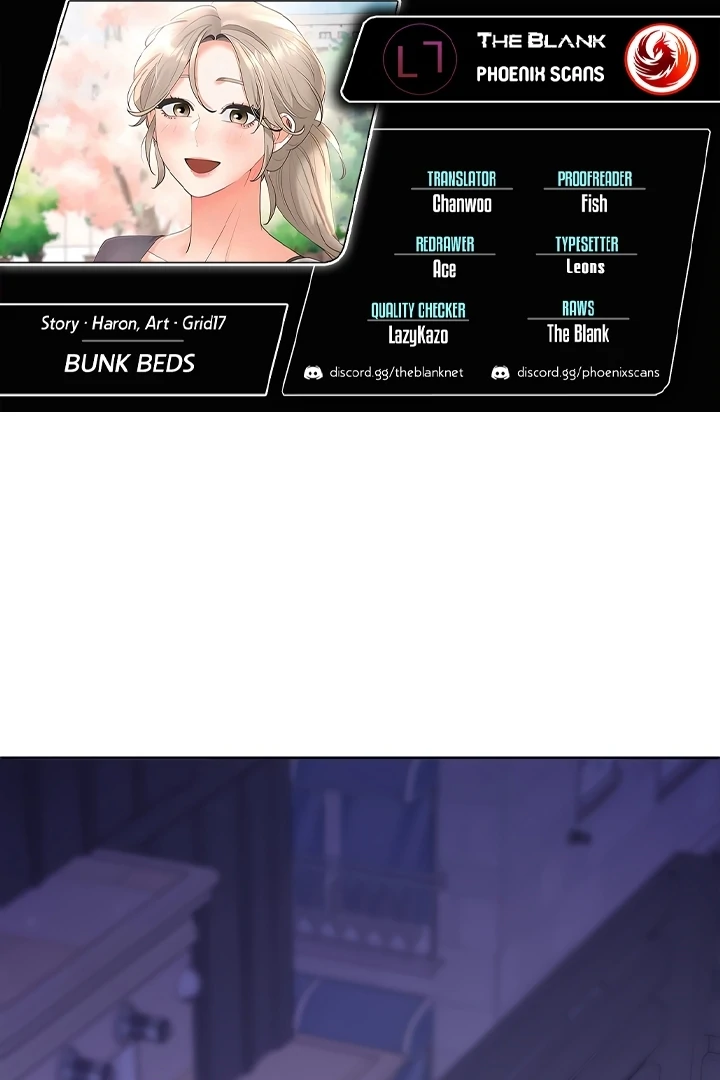 THE BLANK
PHOENIX SCANS
TRANSLATOR
Chanwoo
PROOFREADER
Fish
REDRAWER
Ace
TYPESETTER
Leons
QUALITY CHECKER
LazyKazo
RAWS
The Blank
Story · Haron, Art · Grid17
BUNK BEDS
discord.gg/theblanknet
discord.gg/phoenixscans